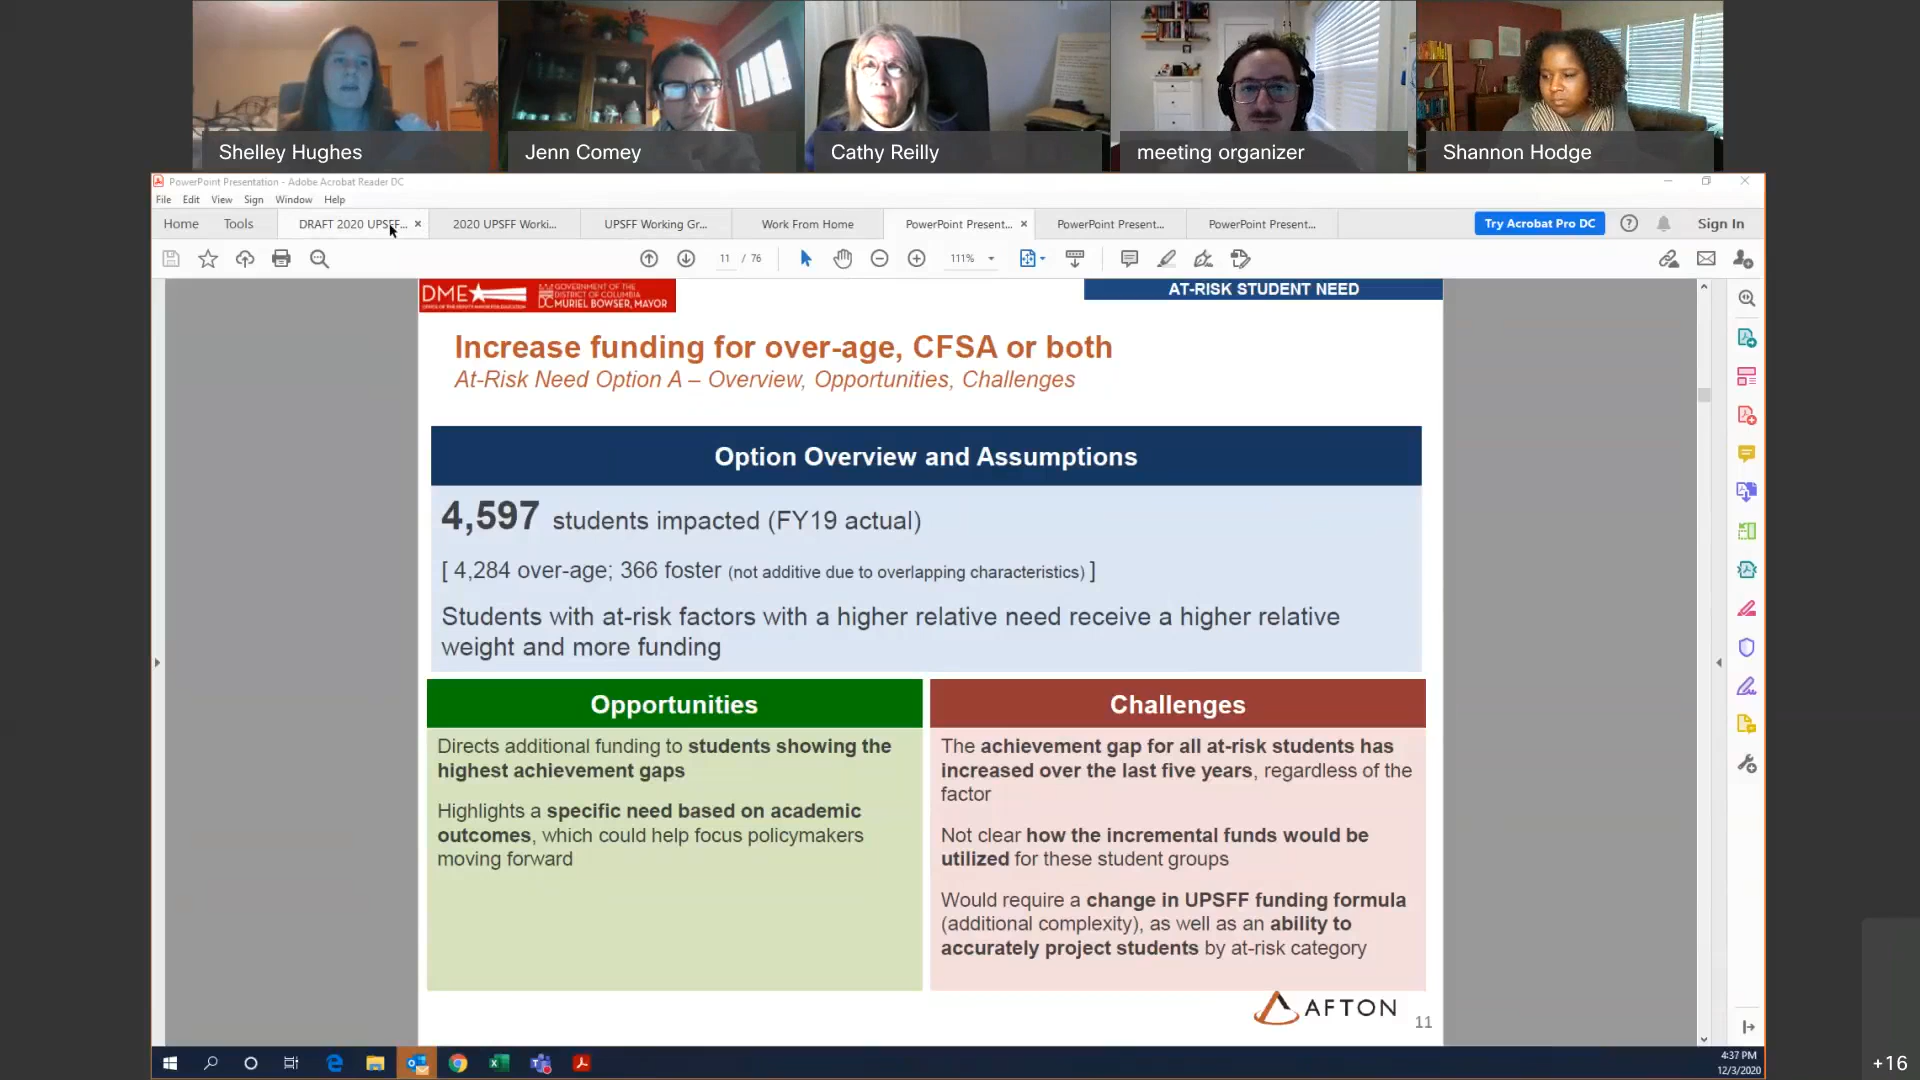 Shelley Hughes
Jenn Comey
Cathy Reilly
meeting organizer
Shannon Hodge
PowerPoint Presentation - Adobe Acrobat Reader DC
File Edit View Sign Window Help
Home Tools DRAFT 2020 UPSFF... × 2020 UPSFF Worki... UPSFF Working Gr... Work From Home PowerPoint Present... × PowerPoint Present... PowerPoint Present... Try Acrobat Pro DC Sign In
11 / 76 111%
DME
GOVERNMENT OF THE
DISTRICT OF COLUMBIA
DC MURIEL BOWSER, MAYOR
AT-RISK STUDENT NEED
Increase funding for over-age, CFSA or both
At-Risk Need Option A – Overview, Opportunities, Challenges
Option Overview and Assumptions
4,597 students impacted (FY19 actual)
[ 4,284 over-age; 366 foster (not additive due to overlapping characteristics) ]
Students with at-risk factors with a higher relative need receive a higher relative
weight and more funding
Opportunities
Directs additional funding to students showing the
highest achievement gaps
Highlights a specific need based on academic
outcomes, which could help focus policymakers
moving forward
Challenges
The achievement gap for all at-risk students has
increased over the last five years, regardless of the
factor
Not clear how the incremental funds would be
utilized for these student groups
Would require a change in UPSFF funding formula
(additional complexity), as well as an ability to
accurately project students by at-risk category
AFTON
11
4:37 PM
12/3/2020
+16